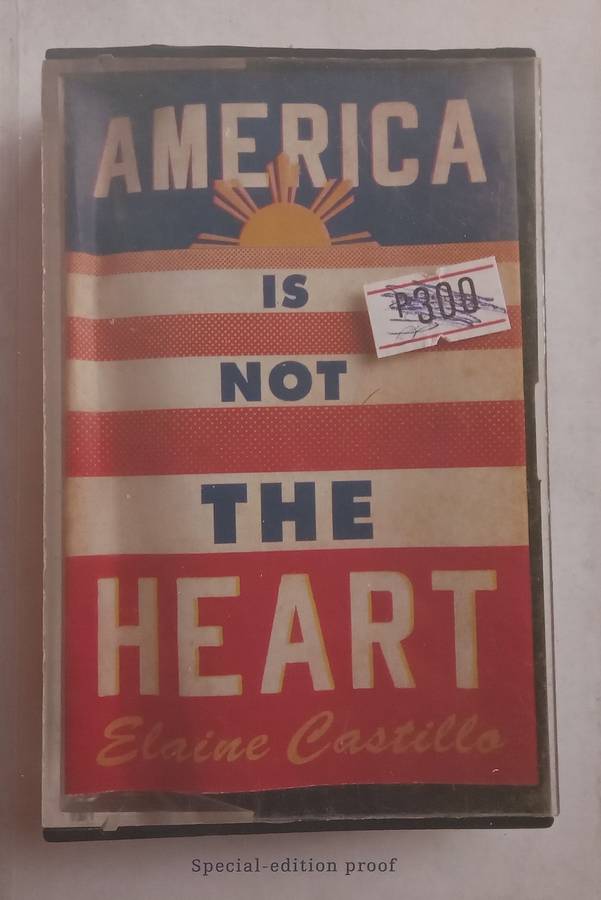 AMERICA
IS
₱300
NOT
THE
HEART
Elaine Castillo
Special-edition proof